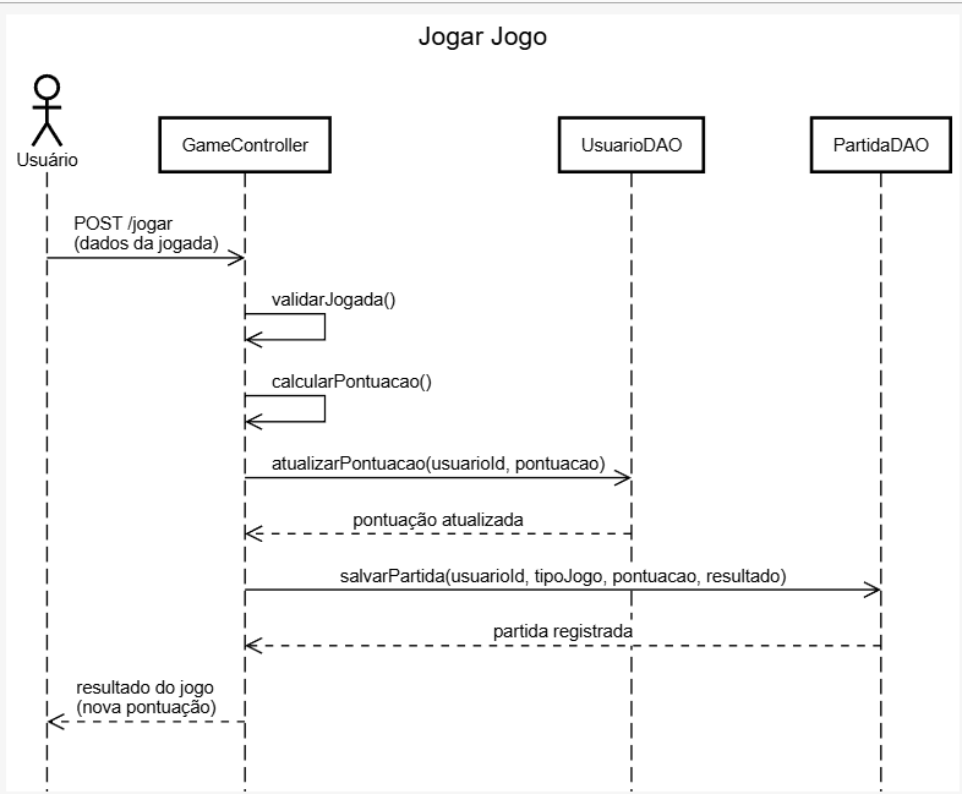 Jogar Jogo
Usuário
GameController
UsuarioDAO
PartidaDAO
POST /jogar
(dados da jogada)
validarJogada()
calcularPontuacao()
atualizarPontuacao(usuarioId, pontuacao)
pontuação atualizada
salvarPartida(usuarioId, tipoJogo, pontuacao, resultado)
partida registrada
resultado do jogo
(nova pontuação)